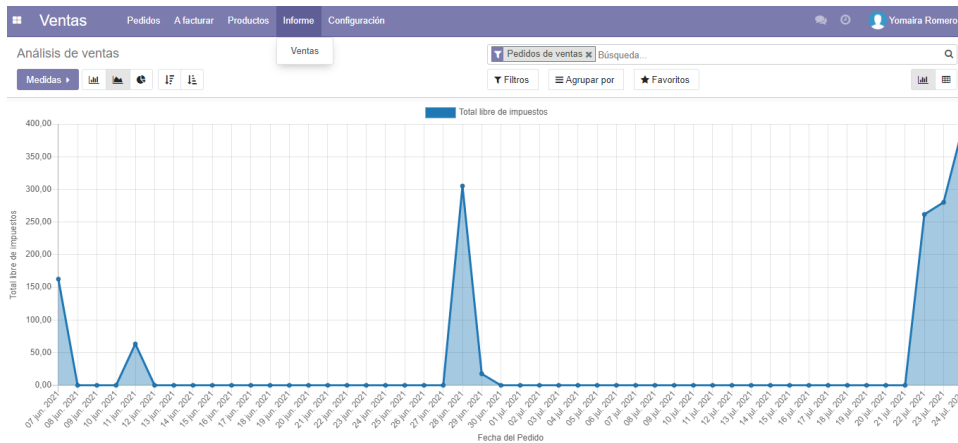 Ventas
Pedidos A facturar Productos Informe Configuración
Yomaira Romero
Análisis de ventas
Ventas
Pedidos de ventas
Búsqueda...
Medidas
Filtros
Agrupar por
Favoritos
Total libre de impuestos
400,00
350,00
300,00
250,00
200,00
150,00
100,00
50,00
0,00
Total libre de impuestos
07 jun. 2021
08 jun. 2021
09 jun. 2021
10 jun. 2021
11 jun. 2021
12 jun. 2021
13 jun. 2021
14 jun. 2021
15 jun. 2021
16 jun. 2021
17 jun. 2021
18 jun. 2021
19 jun. 2021
20 jun. 2021
21 jun. 2021
22 jun. 2021
23 jun. 2021
24 jun. 2021
25 jun. 2021
26 jun. 2021
27 jun. 2021
28 jun. 2021
29 jun. 2021
30 jun. 2021
01 jul. 2021
02 jul. 2021
03 jul. 2021
04 jul. 2021
05 jul. 2021
06 jul. 2021
07 jul. 2021
08 jul. 2021
09 jul. 2021
10 jul. 2021
11 jul. 2021
12 jul. 2021
13 jul. 2021
14 jul. 2021
15 jul. 2021
16 jul. 2021
17 jul. 2021
18 jul. 2021
19 jul. 2021
20 jul. 2021
21 jul. 2021
22 jul. 2021
23 jul. 2021
24 jul.
Fecha del Pedido